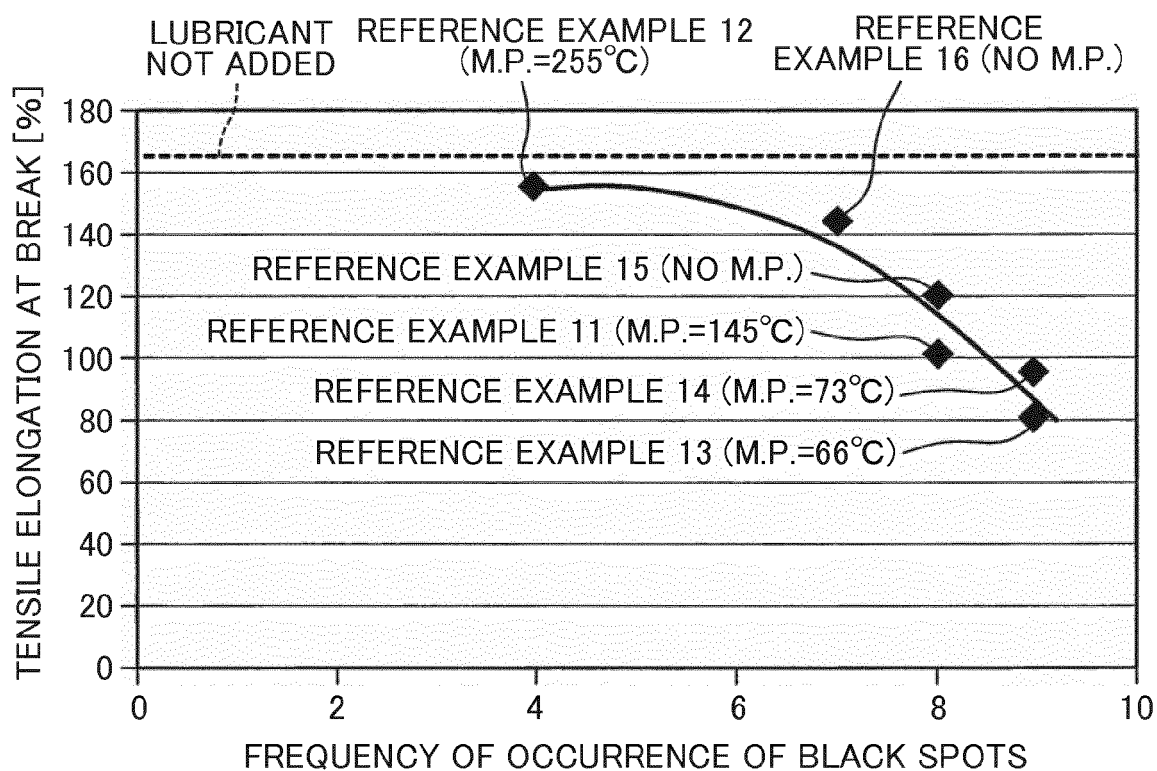 LUBRICANT
NOT ADDED
REFERENCE EXAMPLE 12
(M.P.=255°C)
REFERENCE
EXAMPLE 16 (NO M.P.)
TENSILE ELONGATION AT BREAK [%]
180
160
140
120
100
80
60
40
20
0
REFERENCE EXAMPLE 15 (NO M.P.)
REFERENCE EXAMPLE 11 (M.P.=145°C)
REFERENCE EXAMPLE 14 (M.P.=73°C)
REFERENCE EXAMPLE 13 (M.P.=66°C)
0 2 4 6 8 10
FREQUENCY OF OCCURRENCE OF BLACK SPOTS